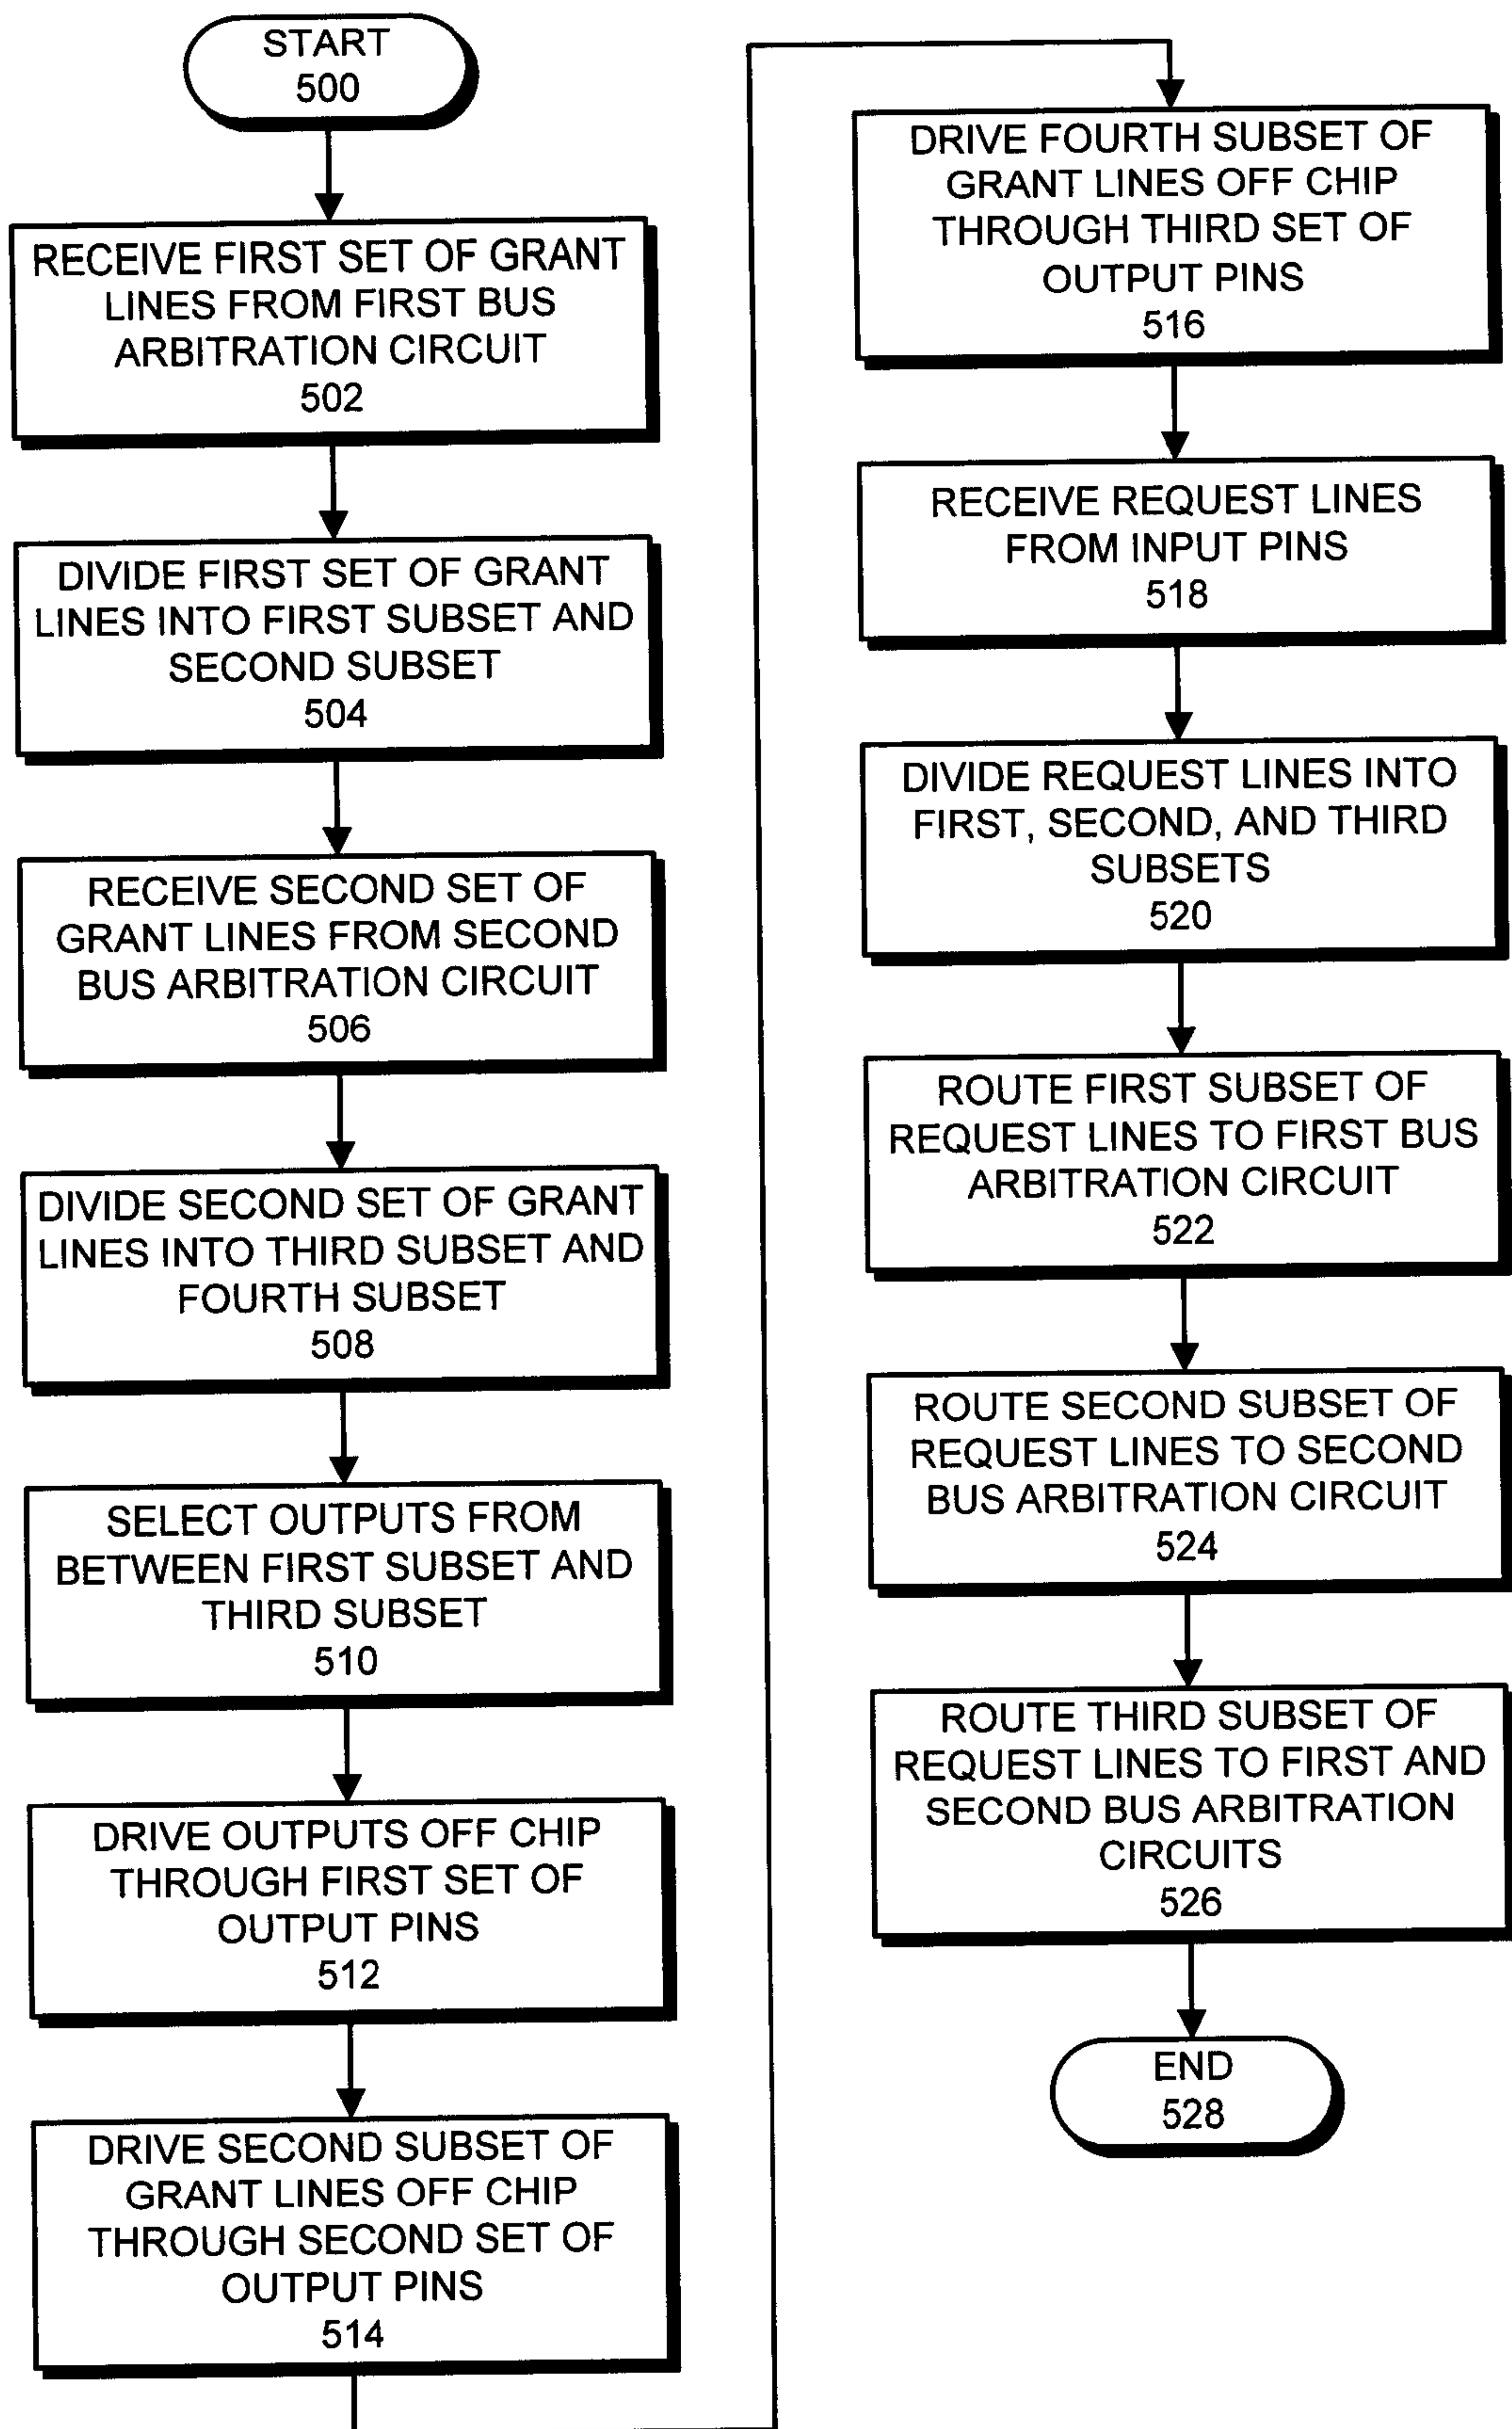 START
500
RECEIVE FIRST SET OF GRANT
LINES FROM FIRST BUS
ARBITRATION CIRCUIT
502
DIVIDE FIRST SET OF GRANT
LINES INTO FIRST SUBSET AND
SECOND SUBSET
504
RECEIVE SECOND SET OF
GRANT LINES FROM SECOND
BUS ARBITRATION CIRCUIT
506
DIVIDE SECOND SET OF GRANT
LINES INTO THIRD SUBSET AND
FOURTH SUBSET
508
SELECT OUTPUTS FROM
BETWEEN FIRST SUBSET AND
THIRD SUBSET
510
DRIVE OUTPUTS OFF CHIP
THROUGH FIRST SET OF
OUTPUT PINS
512
DRIVE SECOND SUBSET OF
GRANT LINES OFF CHIP
THROUGH SECOND SET OF
OUTPUT PINS
514
DRIVE FOURTH SUBSET OF
GRANT LINES OFF CHIP
THROUGH THIRD SET OF
OUTPUT PINS
516
RECEIVE REQUEST LINES
FROM INPUT PINS
518
DIVIDE REQUEST LINES INTO
FIRST, SECOND, AND THIRD
SUBSETS
520
ROUTE FIRST SUBSET OF
REQUEST LINES TO FIRST BUS
ARBITRATION CIRCUIT
522
ROUTE SECOND SUBSET OF
REQUEST LINES TO SECOND
BUS ARBITRATION CIRCUIT
524
ROUTE THIRD SUBSET OF
REQUEST LINES TO FIRST AND
SECOND BUS ARBITRATION
CIRCUITS
526
END
528